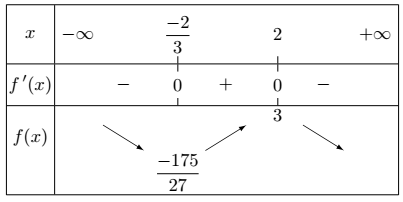 x −∞ −2/3 2 +∞
f′(x) − 0 + 0 −
f(x) −175/27 3